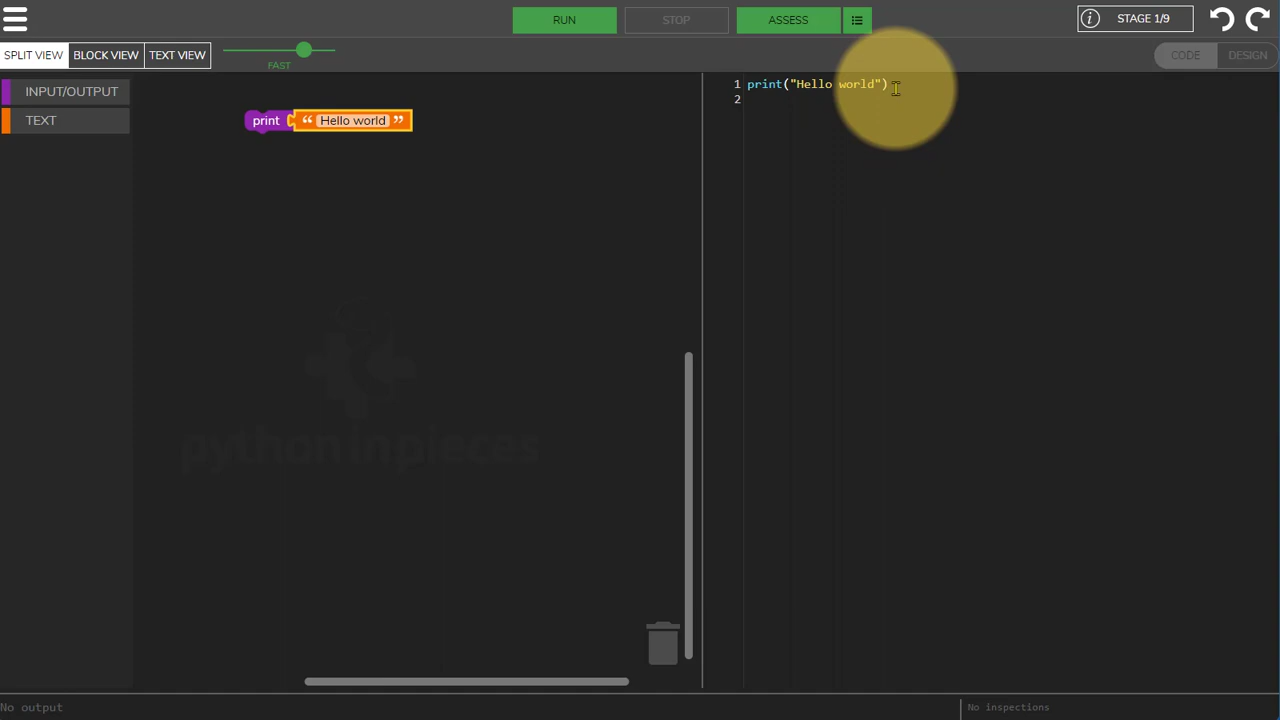 RUN STOP ASSESS STAGE 1/9
SPLIT VIEW BLOCK VIEW TEXT VIEW FAST CODE DESIGN
INPUT/OUTPUT
TEXT
print “ Hello world ”
1 print("Hello world")
2
pythoninpieces
No output No inspections